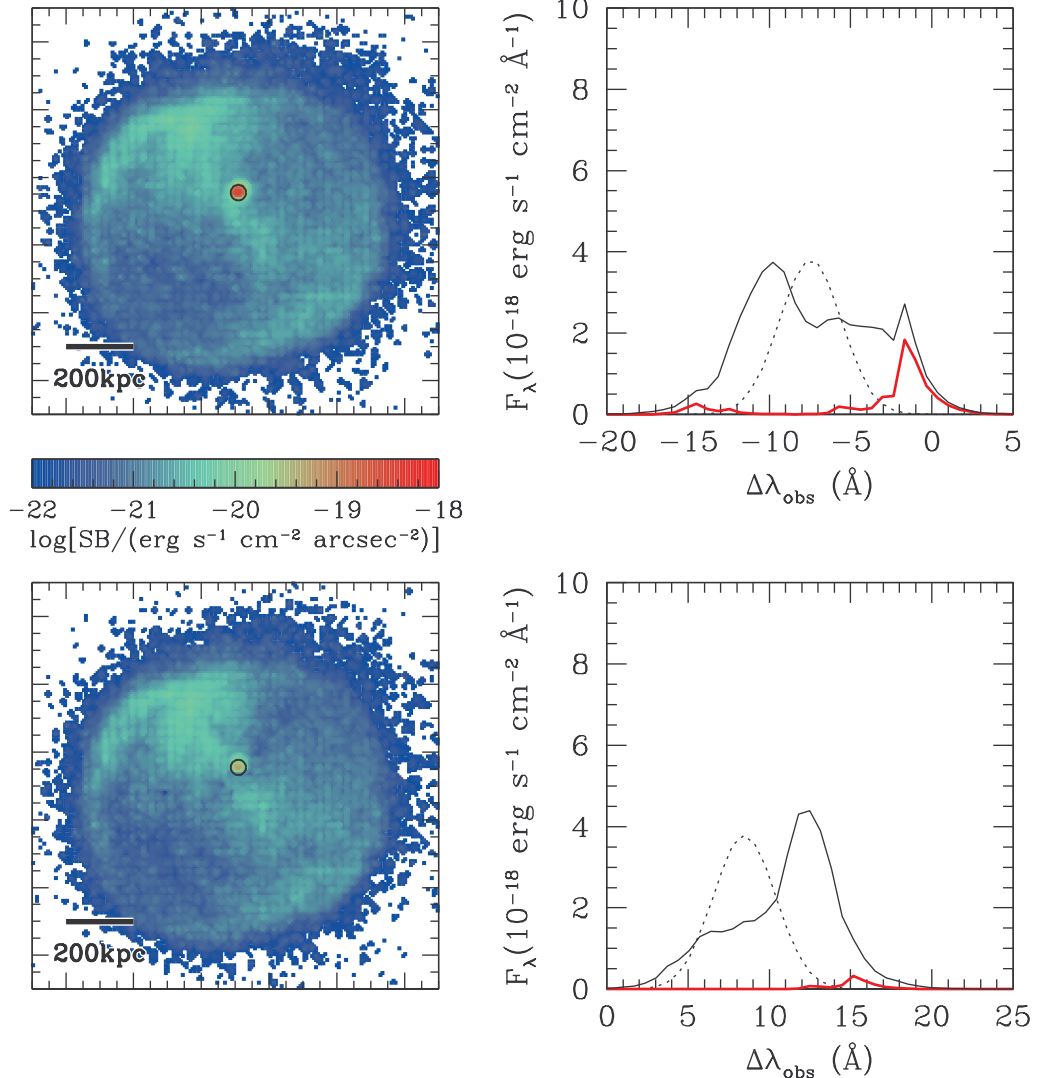 200kpc
−22 −21 −20 −19 −18
log[SB/(erg s⁻¹ cm⁻² arcsec⁻²)]
10
8
6
4
2
0
F_λ(10⁻¹⁸ erg s⁻¹ cm⁻² Å⁻¹)
−20 −15 −10 −5 0 5
Δλ_obs (Å)
200kpc
10
8
6
4
2
0
F_λ(10⁻¹⁸ erg s⁻¹ cm⁻² Å⁻¹)
0 5 10 15 20 25
Δλ_obs (Å)